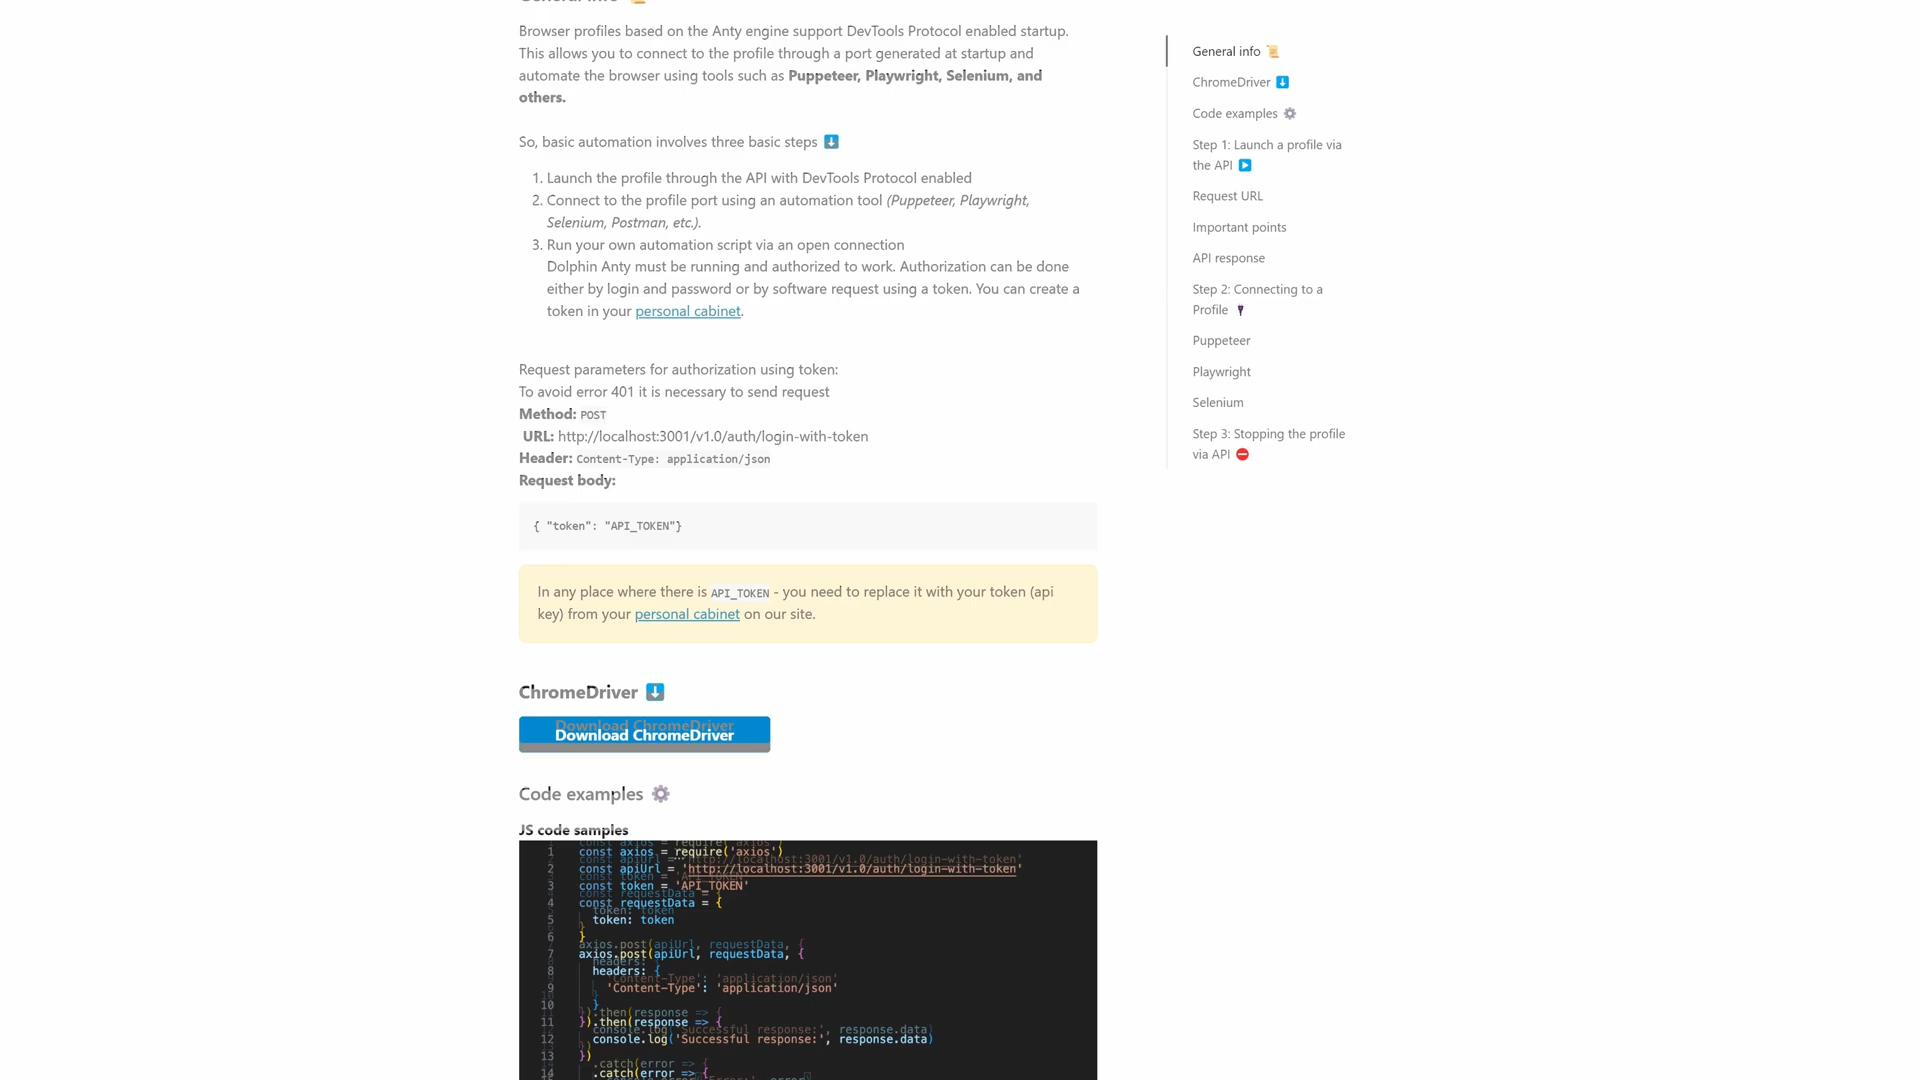 General info
Browser profiles based on the Anty engine support DevTools Protocol enabled startup.
This allows you to connect to the profile through a port generated at startup and
automate the browser using tools such as Puppeteer, Playwright, Selenium, and
others.
So, basic automation involves three basic steps
1. Launch the profile through the API with DevTools Protocol enabled
2. Connect to the profile port using an automation tool (Puppeteer, Playwright,
Selenium, Postman, etc.).
3. Run your own automation script via an open connection
Dolphin Anty must be running and authorized to work. Authorization can be done
either by login and password or by software request using a token. You can create a
token in your personal cabinet.
Request parameters for authorization using token:
To avoid error 401 it is necessary to send request
Method: POST
URL: http://localhost:3001/v1.0/auth/login-with-token
Header: Content-Type: application/json
Request body:
{ "token": "API_TOKEN"}
In any place where there is API_TOKEN - you need to replace it with your token (api
key) from your personal cabinet on our site.
ChromeDriver
Download ChromeDriver
Code examples
JS code samples
1 const axios = require('axios')
2 const apiUrl = 'http://localhost:3001/v1.0/auth/login-with-token'
3 const token = 'API_TOKEN'
4 const requestData = {
5 token: token
6 }
7 axios.post(apiUrl, requestData, {
8 headers: {
9 'Content-Type': 'application/json'
10 }
11 }).then(response => {
12 console.log('Successful response:', response.data)
13 })
14 .catch(error => {
General info
ChromeDriver
Code examples
Step 1: Launch a profile via
the API
Request URL
Important points
API response
Step 2: Connecting to a
Profile
Puppeteer
Playwright
Selenium
Step 3: Stopping the profile
via API